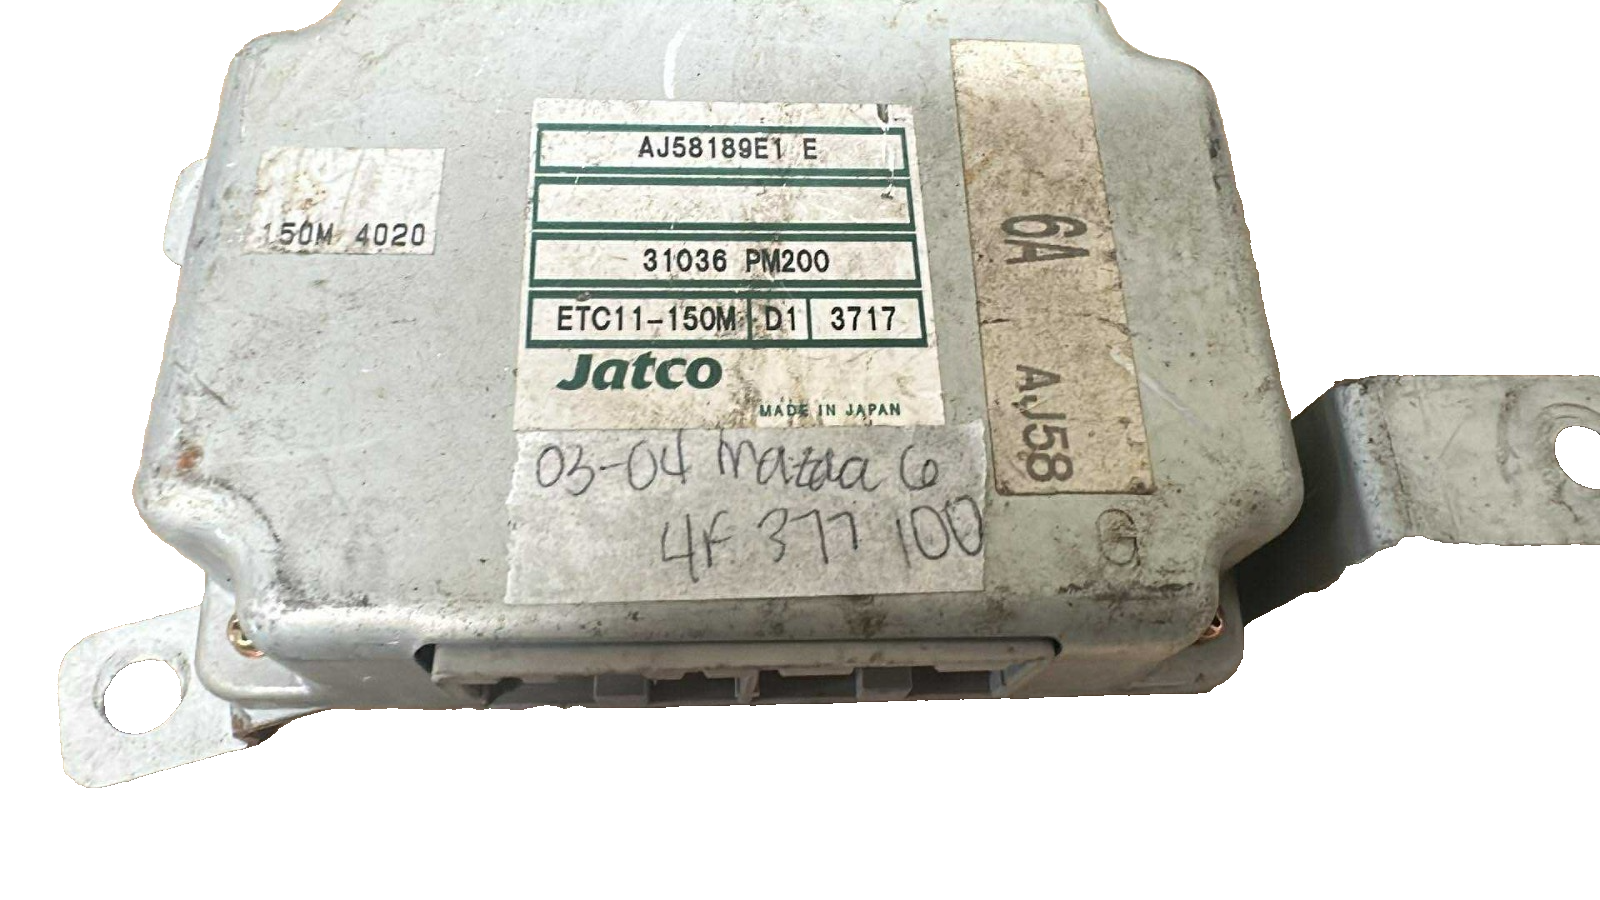 AJ58189E1 E
150M 4020
31036 PM200
ETC11-150M D1 3717
Jatco
MADE IN JAPAN
6A AJ58
03-04 Mazda 6
4F 377 100
G